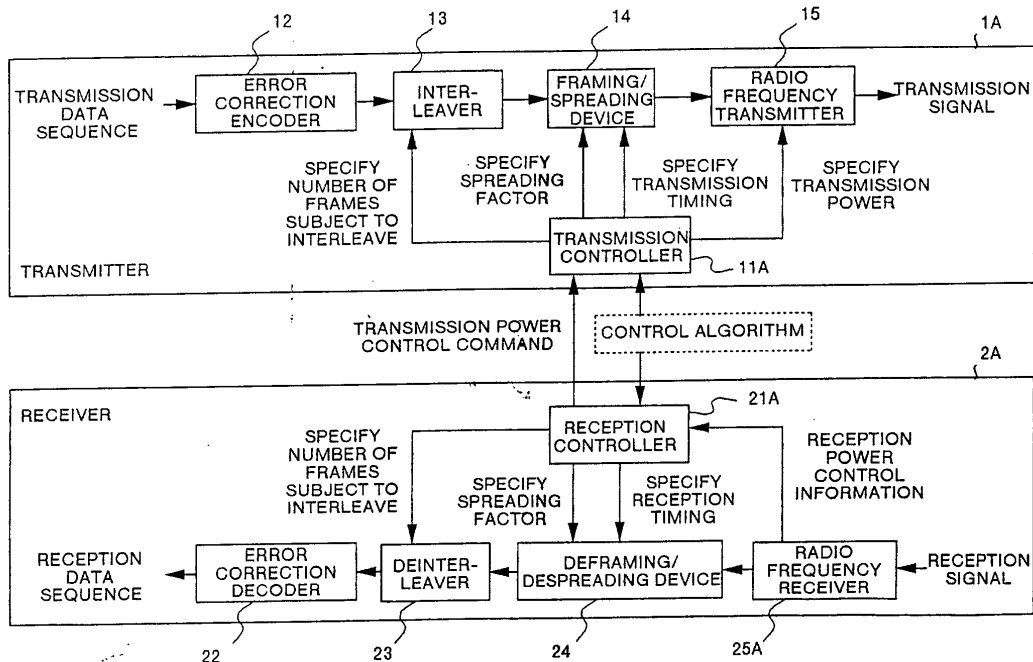 12
13
14
15
1A
TRANSMISSION
DATA
SEQUENCE
ERROR
CORRECTION
ENCODER
INTER-
LEAVER
FRAMING/
SPREADING
DEVICE
RADIO
FREQUENCY
TRANSMITTER
TRANSMISSION
SIGNAL
SPECIFY
NUMBER OF
FRAMES
SUBJECT TO
INTERLEAVE
SPECIFY
SPREADING
FACTOR
SPECIFY
TRANSMISSION
TIMING
SPECIFY
TRANSMISSION
POWER
TRANSMISSION
CONTROLLER
11A
TRANSMITTER
TRANSMISSION POWER
CONTROL COMMAND
CONTROL ALGORITHM
2A
RECEIVER
21A
RECEPTION
CONTROLLER
SPECIFY
NUMBER OF
FRAMES
SUBJECT TO
INTERLEAVE
SPECIFY
SPREADING
FACTOR
SPECIFY
RECEPTION
TIMING
RECEPTION
POWER
CONTROL
INFORMATION
RECEPTION
DATA
SEQUENCE
ERROR
CORRECTION
DECODER
DEINTER-
LEAVER
DEFRAMING/
DESPREADING DEVICE
RADIO
FREQUENCY
RECEIVER
RECEPTION
SIGNAL
22
23
24
25A